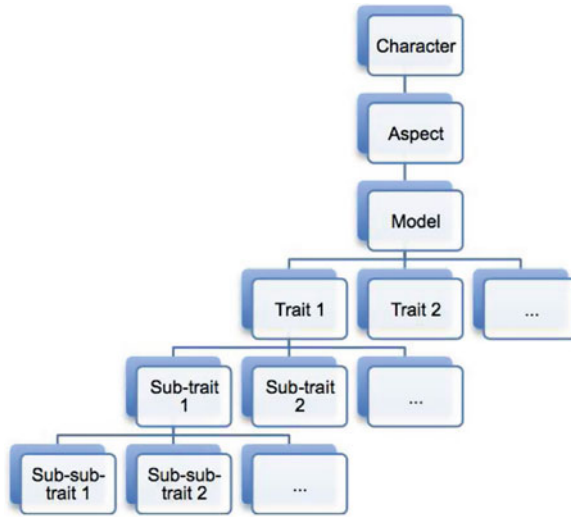 Character
Aspect
Model
Trait 1
Trait 2
...
Sub-trait
1
Sub-trait
2
...
Sub-sub-
trait 1
Sub-sub-
trait 2
...